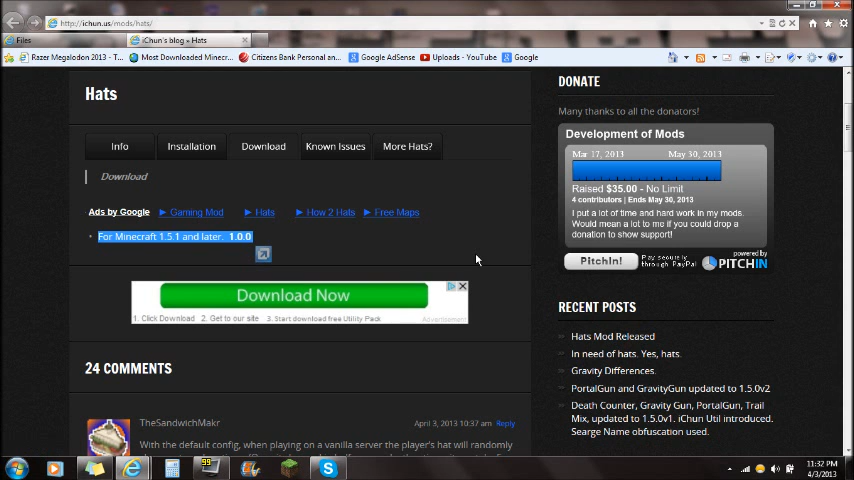 http://ichun.us/mods/hats/
Files
iChun's blog » Hats
Razer Megalodon 2013 - T...
Most Downloaded Minecr...
Citizens Bank Personal an...
Google AdSense
Uploads - YouTube
Google
Hats
Info
Installation
Download
Known Issues
More Hats?
Download
Ads by Google
► Gaming Mod
► Hats
► How 2 Hats
► Free Maps
For Minecraft 1.5.1 and later. 1.0.0
Download Now
1. Click Download 2. Get to our site 3. Start download free Utility Pack
Advertisement
24 COMMENTS
TheSandwichMakr
April 3, 2013 10:37 am
Reply
With the default config, when playing on a vanilla server the player's hat will randomly
DONATE
Many thanks to all the donators!
Development of Mods
Mar 17, 2013
May 30, 2013
Raised $35.00 - No Limit
4 contributors | Ends May 30, 2013
I put a lot of time and hard work in my mods.
Would mean a lot to me if you could drop a
donation to show support!
PitchIn!
Pay securely
through PayPal
powered by
PITCHIN
RECENT POSTS
Hats Mod Released
In need of hats. Yes, hats.
Gravity Differences.
PortalGun and GravityGun updated to 1.5.0v2
Death Counter, Gravity Gun, PortalGun, Trail
Mix, updated to 1.5.0v1. iChun Util introduced.
Searge Name obfuscation used.
99
11:32 PM
4/3/2013